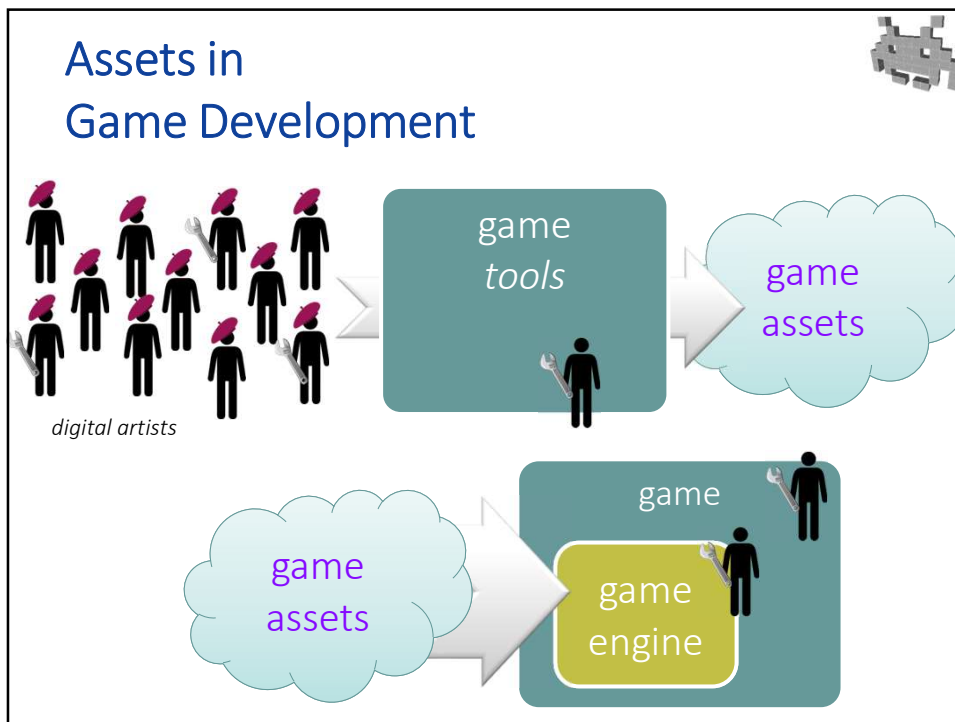 Assets in
Game Development
game
tools
game
assets
digital artists
game
assets
game
game
engine